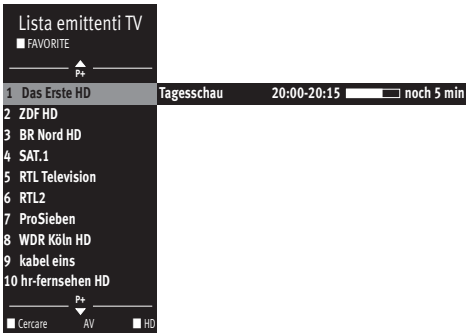 Lista emittenti TV
FAVORITE
P+
1 Das Erste HD Tagesschau 20:00-20:15 noch 5 min
2 ZDF HD
3 BR Nord HD
4 SAT.1
5 RTL Television
6 RTL2
7 ProSieben
8 WDR Köln HD
9 kabel eins
10 hr-fernsehen HD
P+
Cercare AV HD